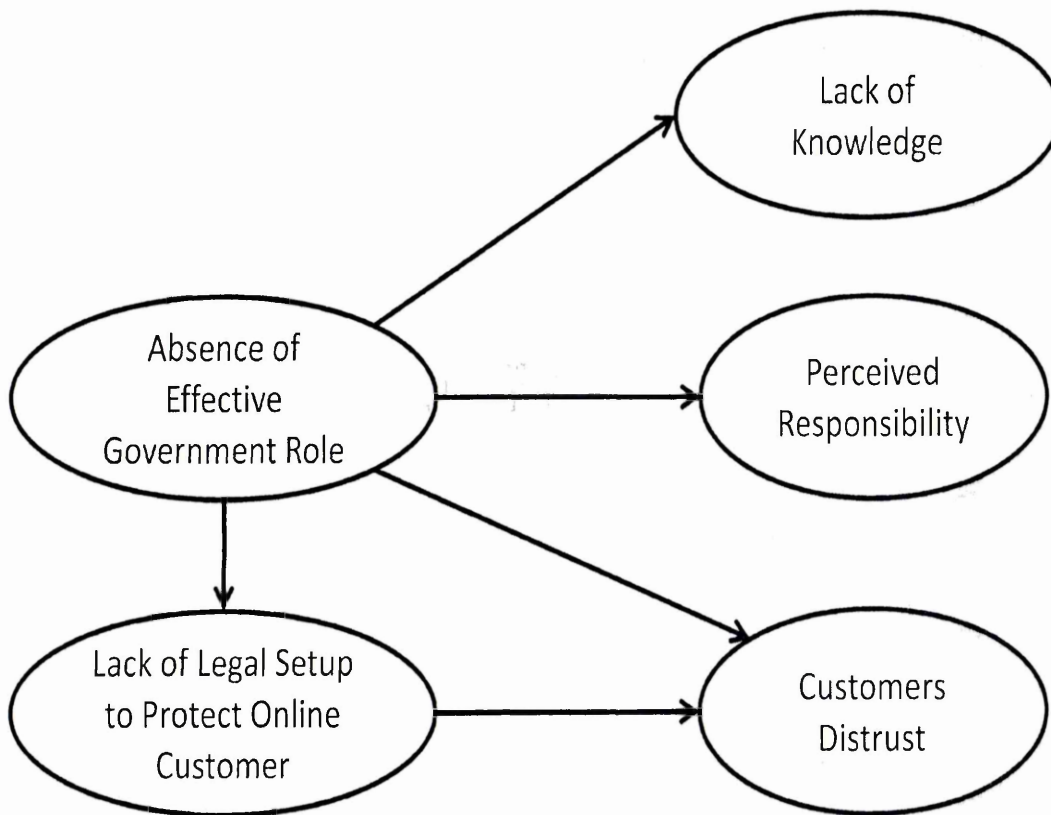 Lack of
Knowledge
Absence of
Effective
Government Role
Perceived
Responsibility
Lack of Legal Setup
to Protect Online
Customer
Customers
Distrust